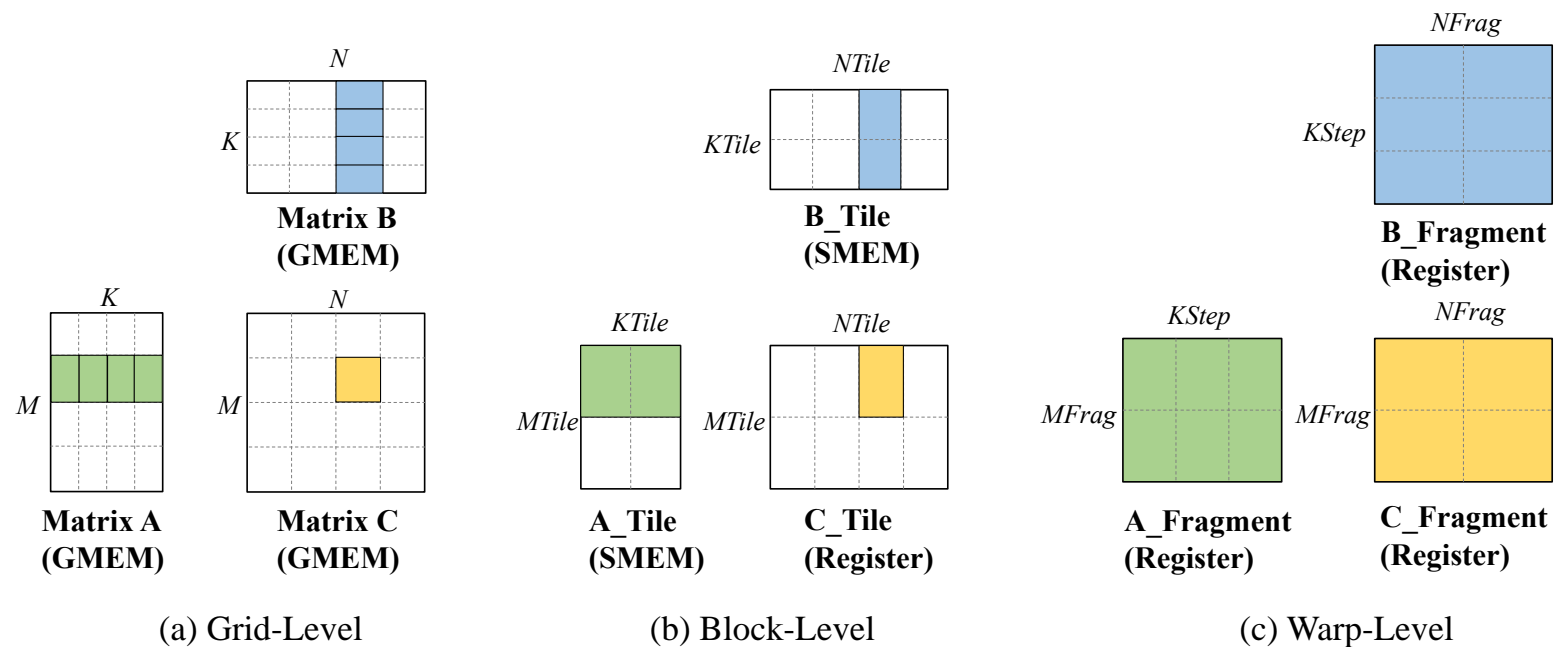 N
K
Matrix B
(GMEM)
K
M
Matrix A
(GMEM)
N
M
Matrix C
(GMEM)
(a) Grid-Level
NTile
KTile
B_Tile
(SMEM)
KTile
MTile
A_Tile
(SMEM)
NTile
MTile
C_Tile
(Register)
(b) Block-Level
NFrag
KStep
B_Fragment
(Register)
KStep
MFrag
A_Fragment
(Register)
NFrag
MFrag
C_Fragment
(Register)
(c) Warp-Level